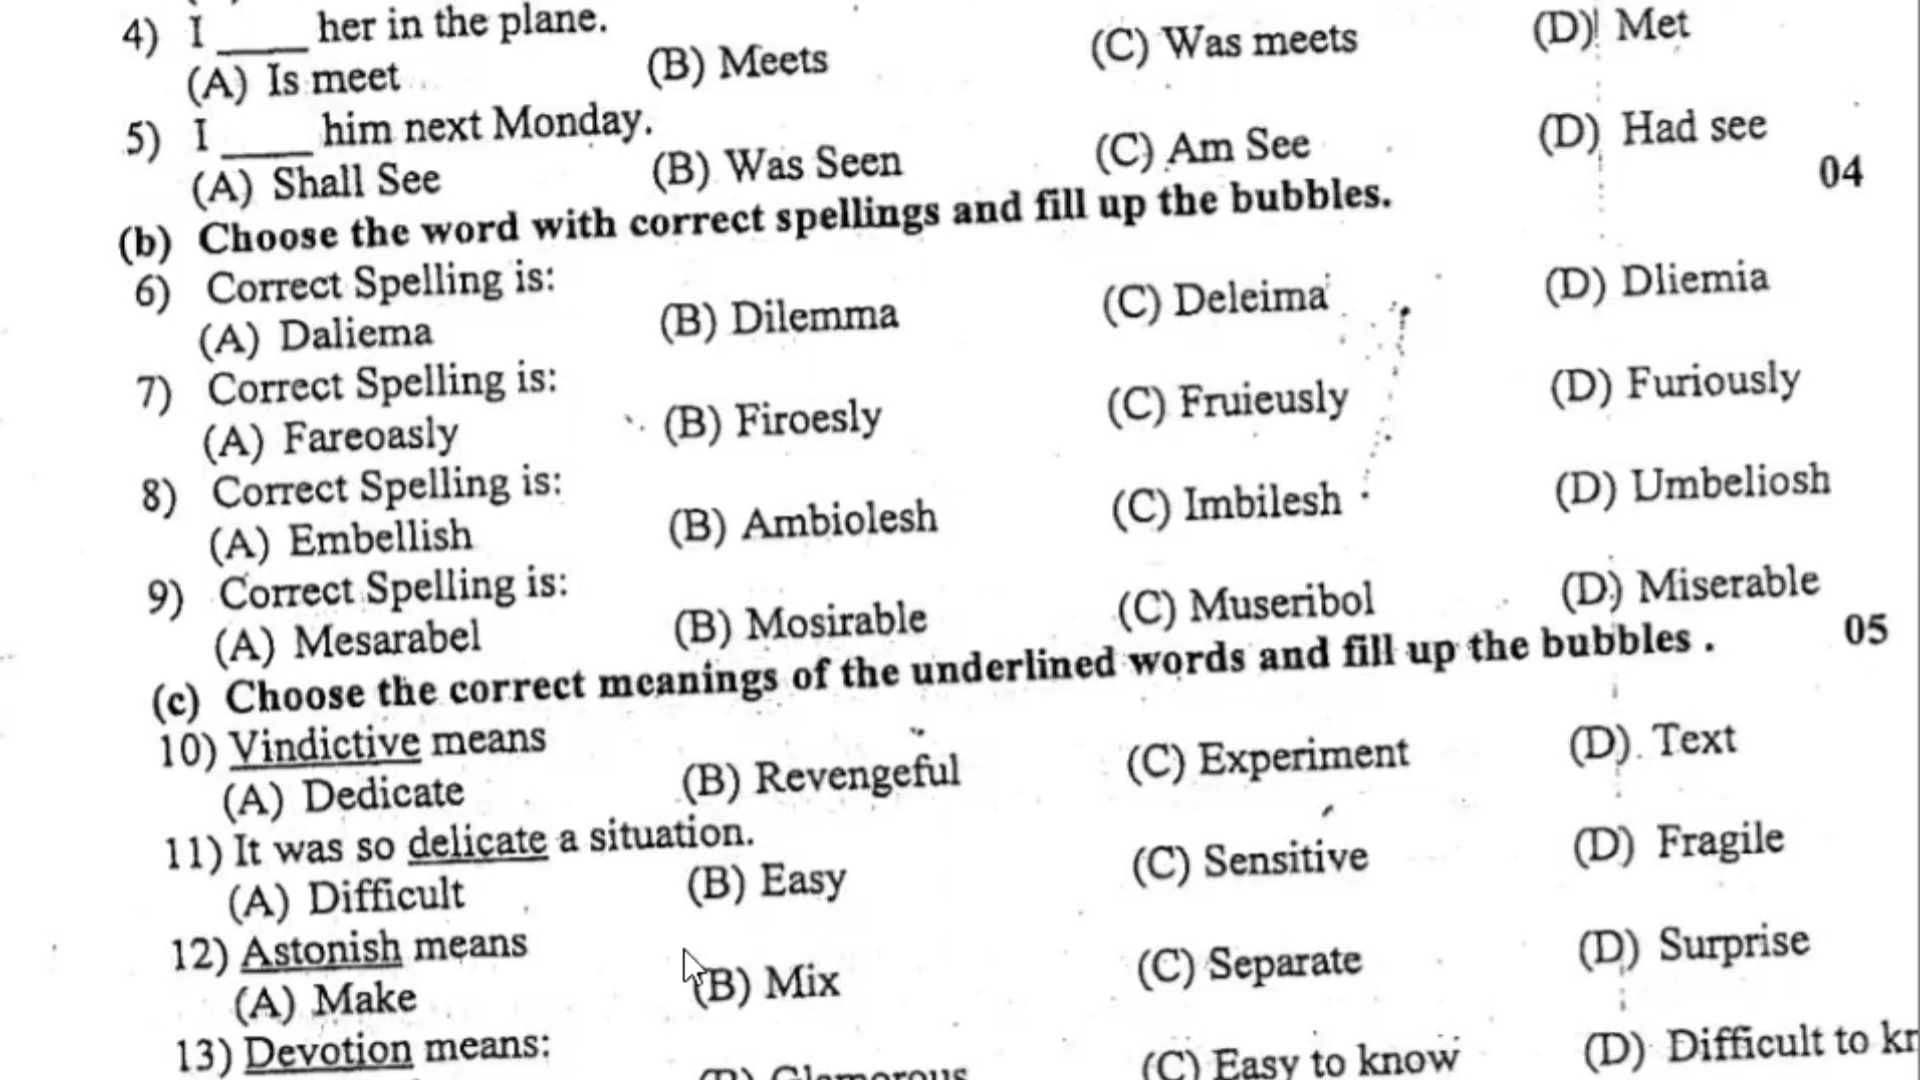 4) I ____ her in the plane.
(A) Is meet (B) Meets (C) Was meets (D) Met
5) I ____ him next Monday.
(A) Shall See (B) Was Seen (C) Am See (D) Had see
(b) Choose the word with correct spellings and fill up the bubbles. 04
6) Correct Spelling is:
(A) Daliema (B) Dilemma (C) Deleima (D) Dliemia
7) Correct Spelling is:
(A) Fareoasly (B) Firoesly (C) Fruieusly (D) Furiously
8) Correct Spelling is:
(A) Embellish (B) Ambiolesh (C) Imbilesh (D) Umbeliosh
9) Correct Spelling is:
(A) Mesarabel (B) Mosirable (C) Museribol (D) Miserable
(c) Choose the correct meanings of the underlined words and fill up the bubbles . 05
10) Vindictive means
(A) Dedicate (B) Revengeful (C) Experiment (D) Text
11) It was so delicate a situation.
(A) Difficult (B) Easy (C) Sensitive (D) Fragile
12) Astonish means
(A) Make (B) Mix (C) Separate (D) Surprise
13) Devotion means:
(B) Glamorous (C) Easy to know (D) Difficult to